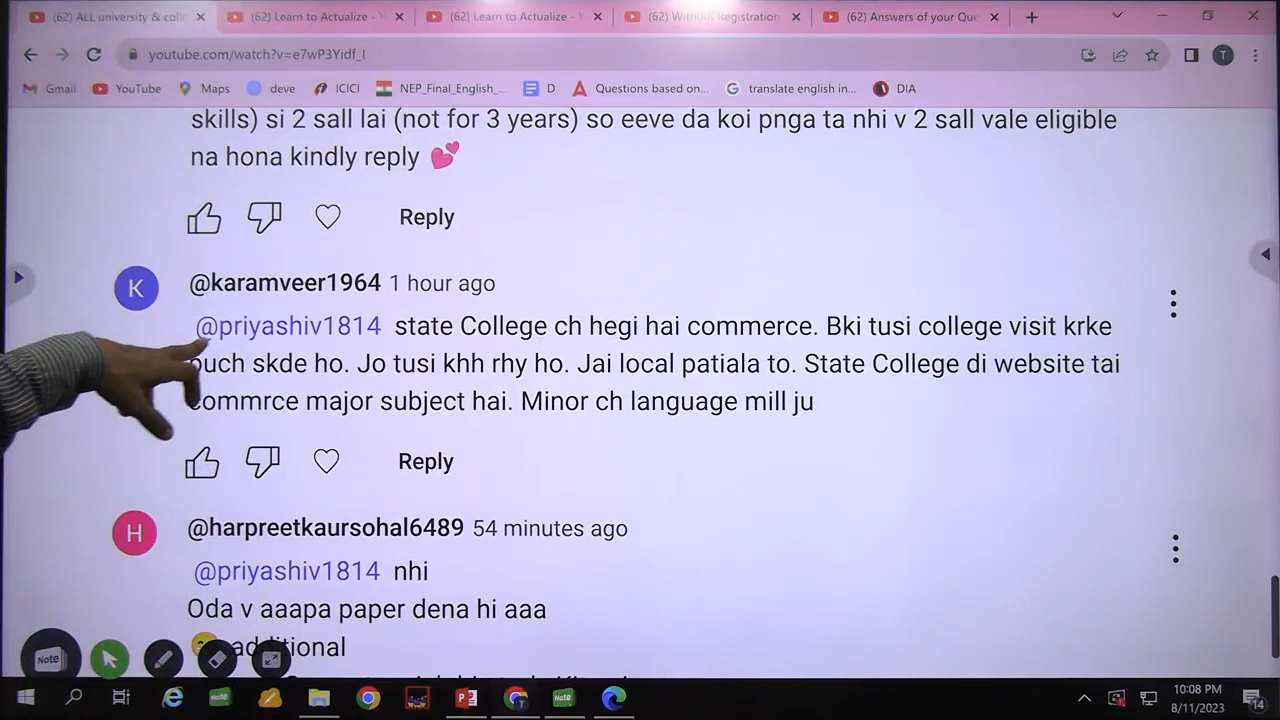 (62) ALL university & coll
(62) Learn to Actualize - Y
(62) Learn to Actualize - Y
(62) Without Registration
(62) Answers of your Que
youtube.com/watch?v=e7wP3Yidf_I
T
Gmail YouTube Maps deve ICICI NEP_Final_English_... D Questions based on... translate english in... DIA
skills) si 2 sall lai (not for 3 years) so eeve da koi pnga ta nhi v 2 sall vale eligible
na hona kindly reply 💕
Reply
K
@karamveer1964 1 hour ago
@priyashiv1814 state College ch hegi hai commerce. Bki tusi college visit krke
puch skde ho. Jo tusi khh rhy ho. Jai local patiala to. State College di website tai
commrce major subject hai. Minor ch language mill ju
Reply
H
@harpreetkaursohal6489 54 minutes ago
@priyashiv1814 nhi
Oda v aaapa paper dena hi aaa
additional
Note
10:08 PM
8/11/2023
14